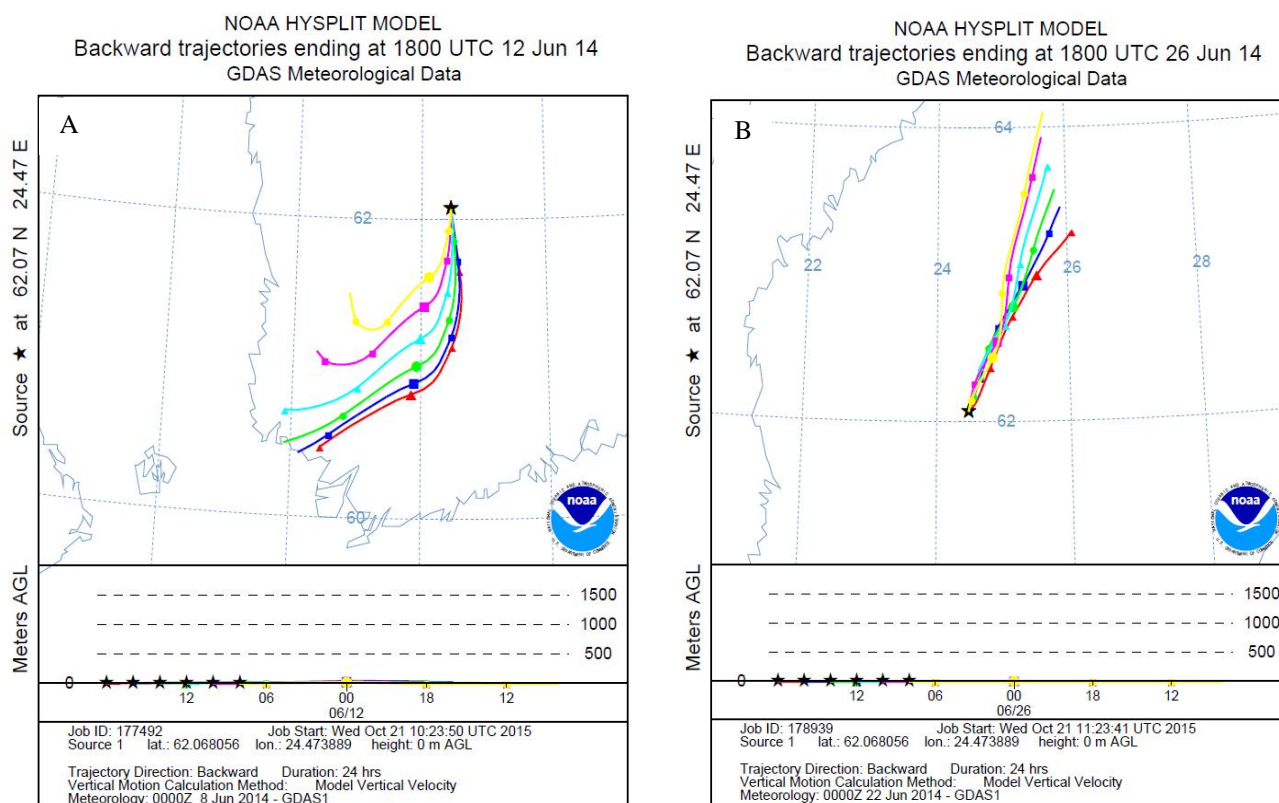 NOAA HYSPLIT MODEL
Backward trajectories ending at 1800 UTC 12 Jun 14
GDAS Meteorological Data
A
Source ★ at 62.07 N 24.47 E
62
60
noaa
Meters AGL
1500
1000
500
0
12 06 00 18 12
06/12
Job ID: 177492 Job Start: Wed Oct 21 10:23:50 UTC 2015
Source 1 lat.: 62.068056 lon.: 24.473889 height: 0 m AGL
Trajectory Direction: Backward Duration: 24 hrs
Vertical Motion Calculation Method: Model Vertical Velocity
Meteorology: 0000Z 8 Jun 2014 - GDAS1
NOAA HYSPLIT MODEL
Backward trajectories ending at 1800 UTC 26 Jun 14
GDAS Meteorological Data
B
Source ★ at 62.07 N 24.47 E
64
22 24 26 28
62
noaa
Meters AGL
1500
1000
500
0
12 06 00 18 12
06/26
Job ID: 178939 Job Start: Wed Oct 21 11:23:41 UTC 2015
Source 1 lat.: 62.068056 lon.: 24.473889 height: 0 m AGL
Trajectory Direction: Backward Duration: 24 hrs
Vertical Motion Calculation Method: Model Vertical Velocity
Meteorology: 0000Z 22 Jun 2014 - GDAS1